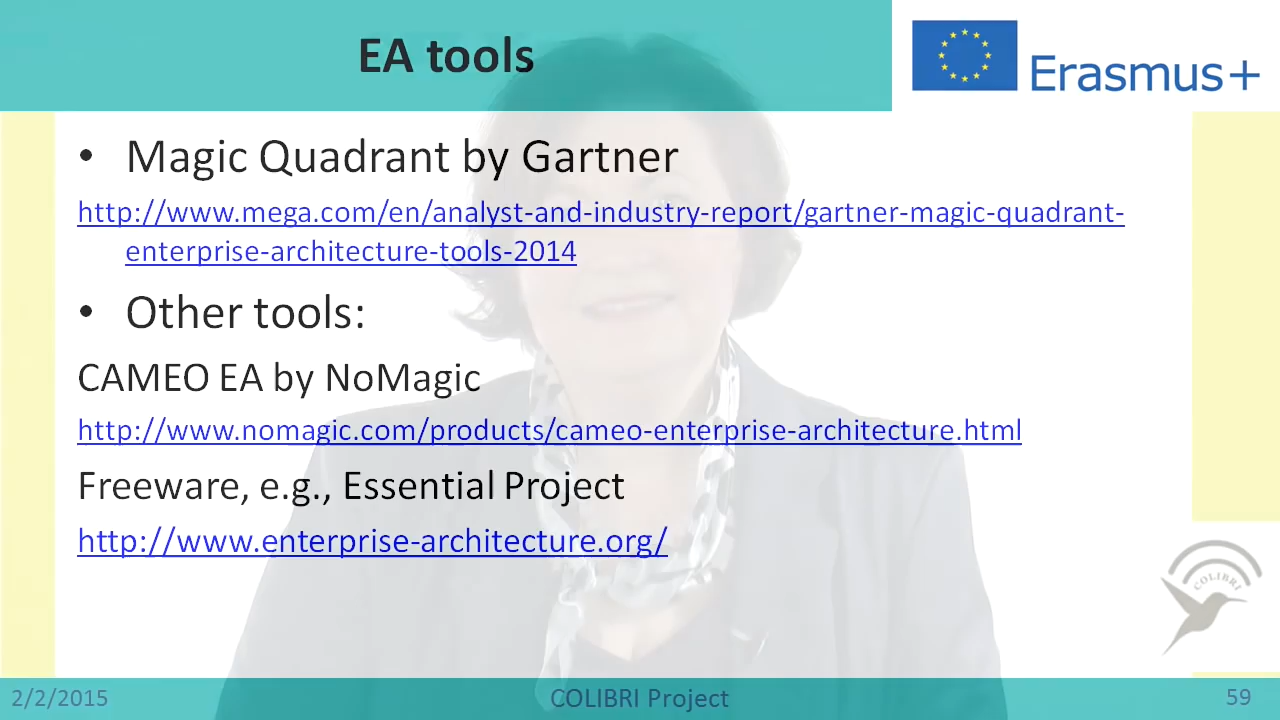 EA tools
Erasmus+
• Magic Quadrant by Gartner
http://www.mega.com/en/analyst-and-industry-report/gartner-magic-quadrant-
enterprise-architecture-tools-2014
• Other tools:
CAMEO EA by NoMagic
http://www.nomagic.com/products/cameo-enterprise-architecture.html
Freeware, e.g., Essential Project
http://www.enterprise-architecture.org/
COLIBRI
2/2/2015
COLIBRI Project
59